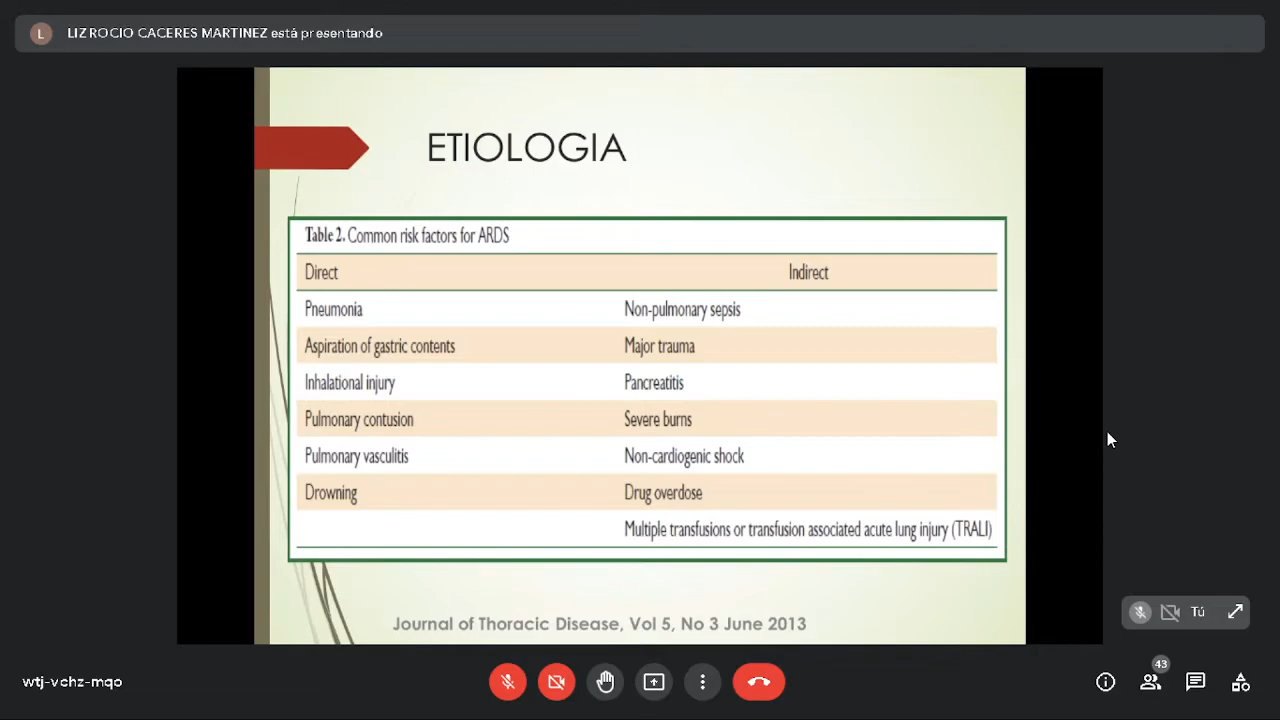 L LIZ ROCIO CACERES MARTINEZ está presentando
ETIOLOGIA
Table 2. Common risk factors for ARDS
Direct Indirect
Pneumonia Non-pulmonary sepsis
Aspiration of gastric contents Major trauma
Inhalational injury Pancreatitis
Pulmonary contusion Severe burns
Pulmonary vasculitis Non-cardiogenic shock
Drowning Drug overdose
Multiple transfusions or transfusion associated acute lung injury (TRALI)
Journal of Thoracic Disease, Vol 5, No 3 June 2013
Tú
wtj-vchz-mqo
43